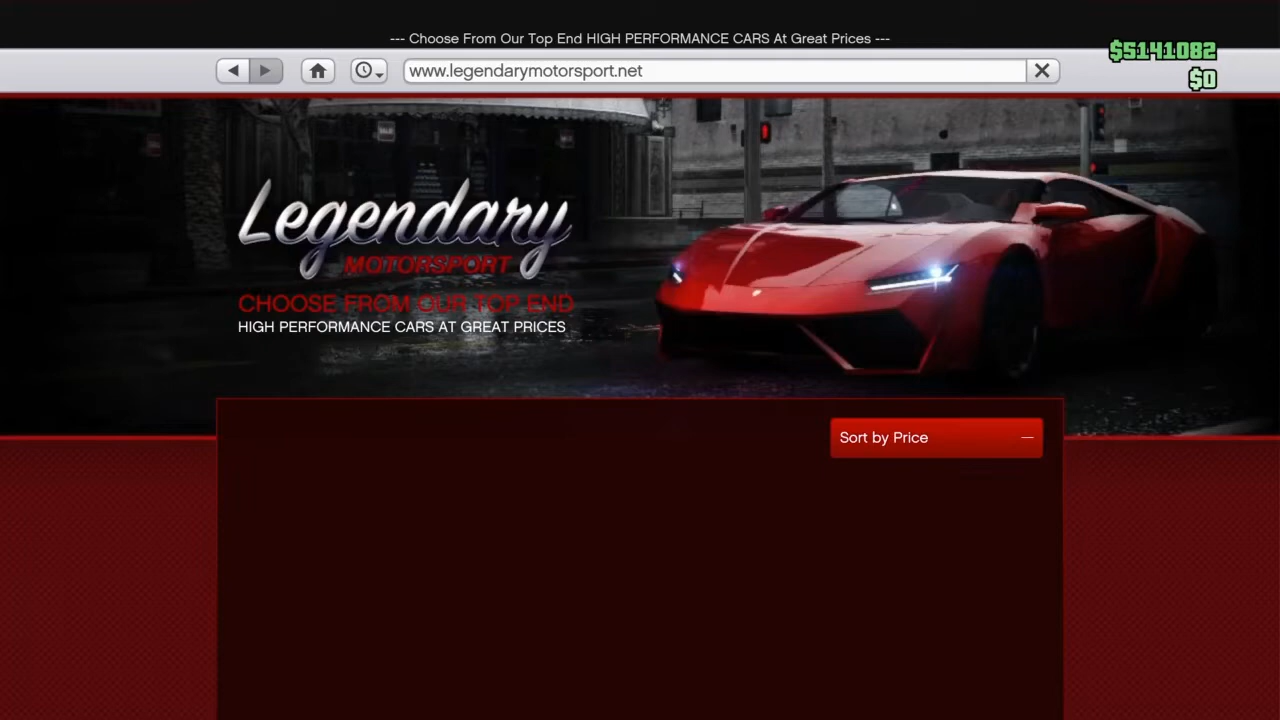 --- Choose From Our Top End HIGH PERFORMANCE CARS At Great Prices ---
$5141082
www.legendarymotorsport.net
$0
Legendary
MOTORSPORT
CHOOSE FROM OUR TOP END
HIGH PERFORMANCE CARS AT GREAT PRICES
Sort by Price